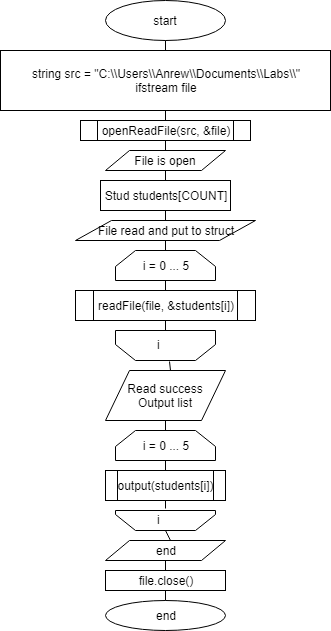 start
string src = "C:\\Users\\Anrew\\Documents\\Labs\\"
ifstream file
openReadFile(src, &file)
File is open
Stud students[COUNT]
File read and put to struct
i = 0 ... 5
readFile(file, &students[i])
i
Read success
Output list
i = 0 ... 5
output(students[i])
i
end
file.close()
end